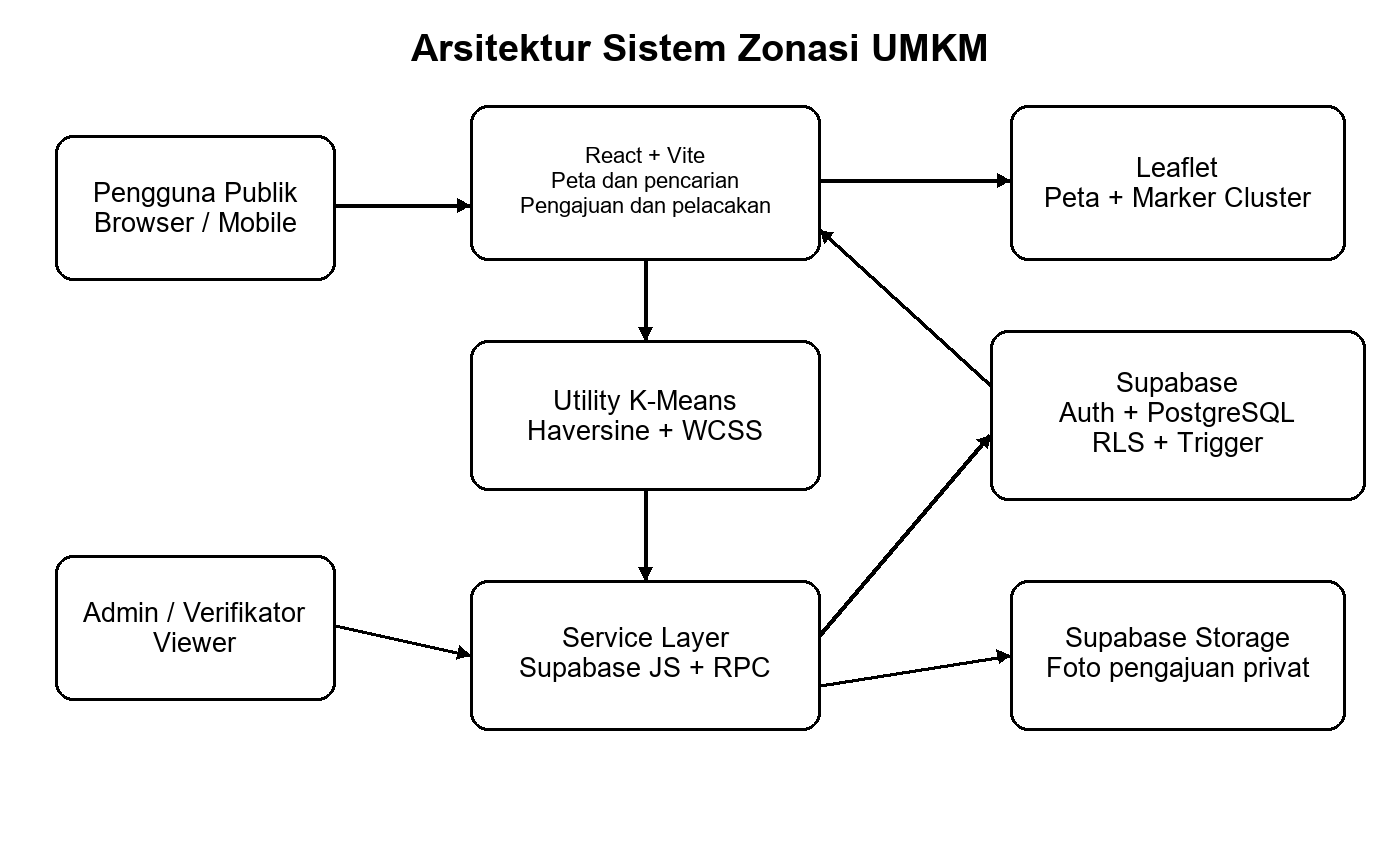 Arsitektur Sistem Zonasi UMKM
Pengguna Publik
Browser / Mobile
React + Vite
Peta dan pencarian
Pengajuan dan pelacakan
Leaflet
Peta + Marker Cluster
Utility K-Means
Haversine + WCSS
Supabase
Auth + PostgreSQL
RLS + Trigger
Admin / Verifikator
Viewer
Service Layer
Supabase JS + RPC
Supabase Storage
Foto pengajuan privat